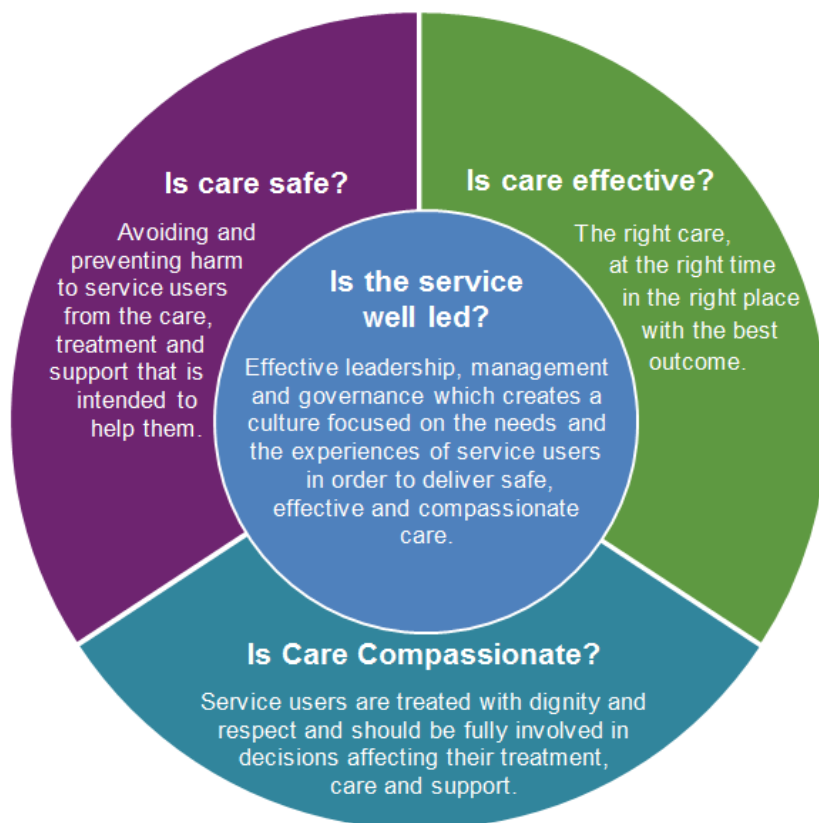 Is care safe?
Avoiding and
preventing harm
to service users
from the care,
treatment and
support that is
intended to
help them.
Is care effective?
The right care,
at the right time
in the right place
with the best
outcome.
Is the service
well led?
Effective leadership, management
and governance which creates a
culture focused on the needs and
the experiences of service users
in order to deliver safe,
effective and compassionate
care.
Is Care Compassionate?
Service users are treated with dignity and
respect and should be fully involved in
decisions affecting their treatment,
care and support.